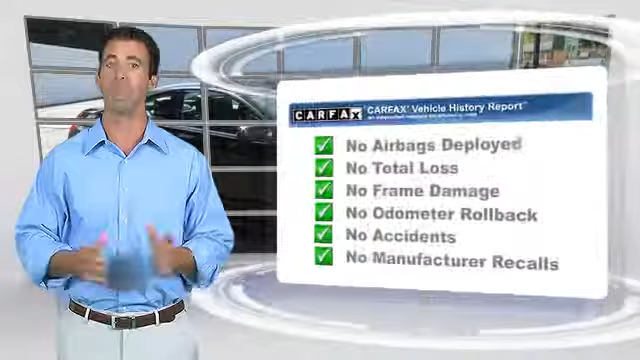 CARFAX CARFAX Vehicle History Report™
No Airbags Deployed
No Total Loss
No Frame Damage
No Odometer Rollback
No Accidents
No Manufacturer Recalls